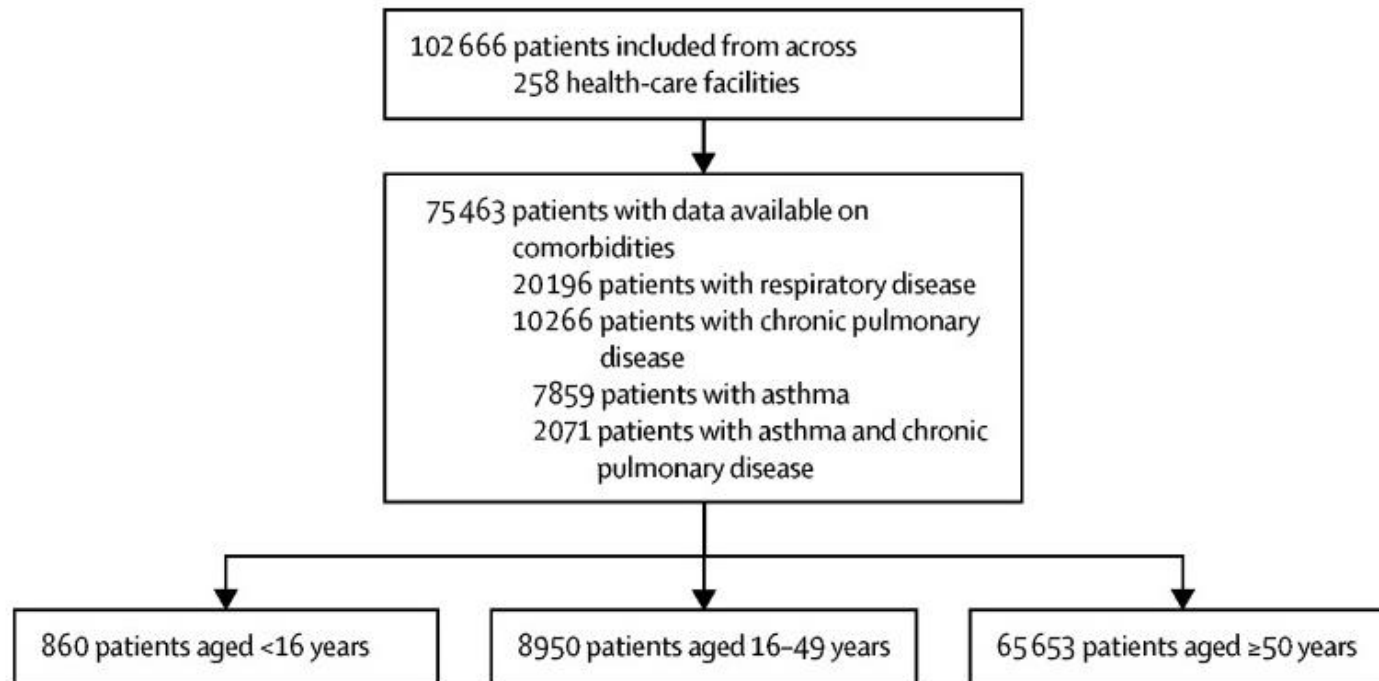 102 666 patients included from across
258 health-care facilities
75 463 patients with data available on
comorbidities
20 196 patients with respiratory disease
10 266 patients with chronic pulmonary
disease
7859 patients with asthma
2071 patients with asthma and chronic
pulmonary disease
860 patients aged <16 years
8950 patients aged 16–49 years
65 653 patients aged ≥50 years